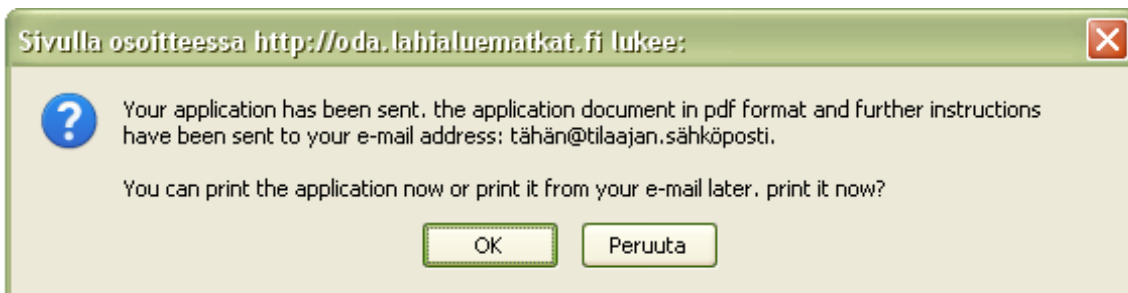 Sivulla osoitteessa http://oda.lahialuematkat.fi lukee:
Your application has been sent. the application document in pdf format and further instructions
have been sent to your e-mail address: tähän@tilaajan.sähköposti.
You can print the application now or print it from your e-mail later. print it now?
OK
Peruuta